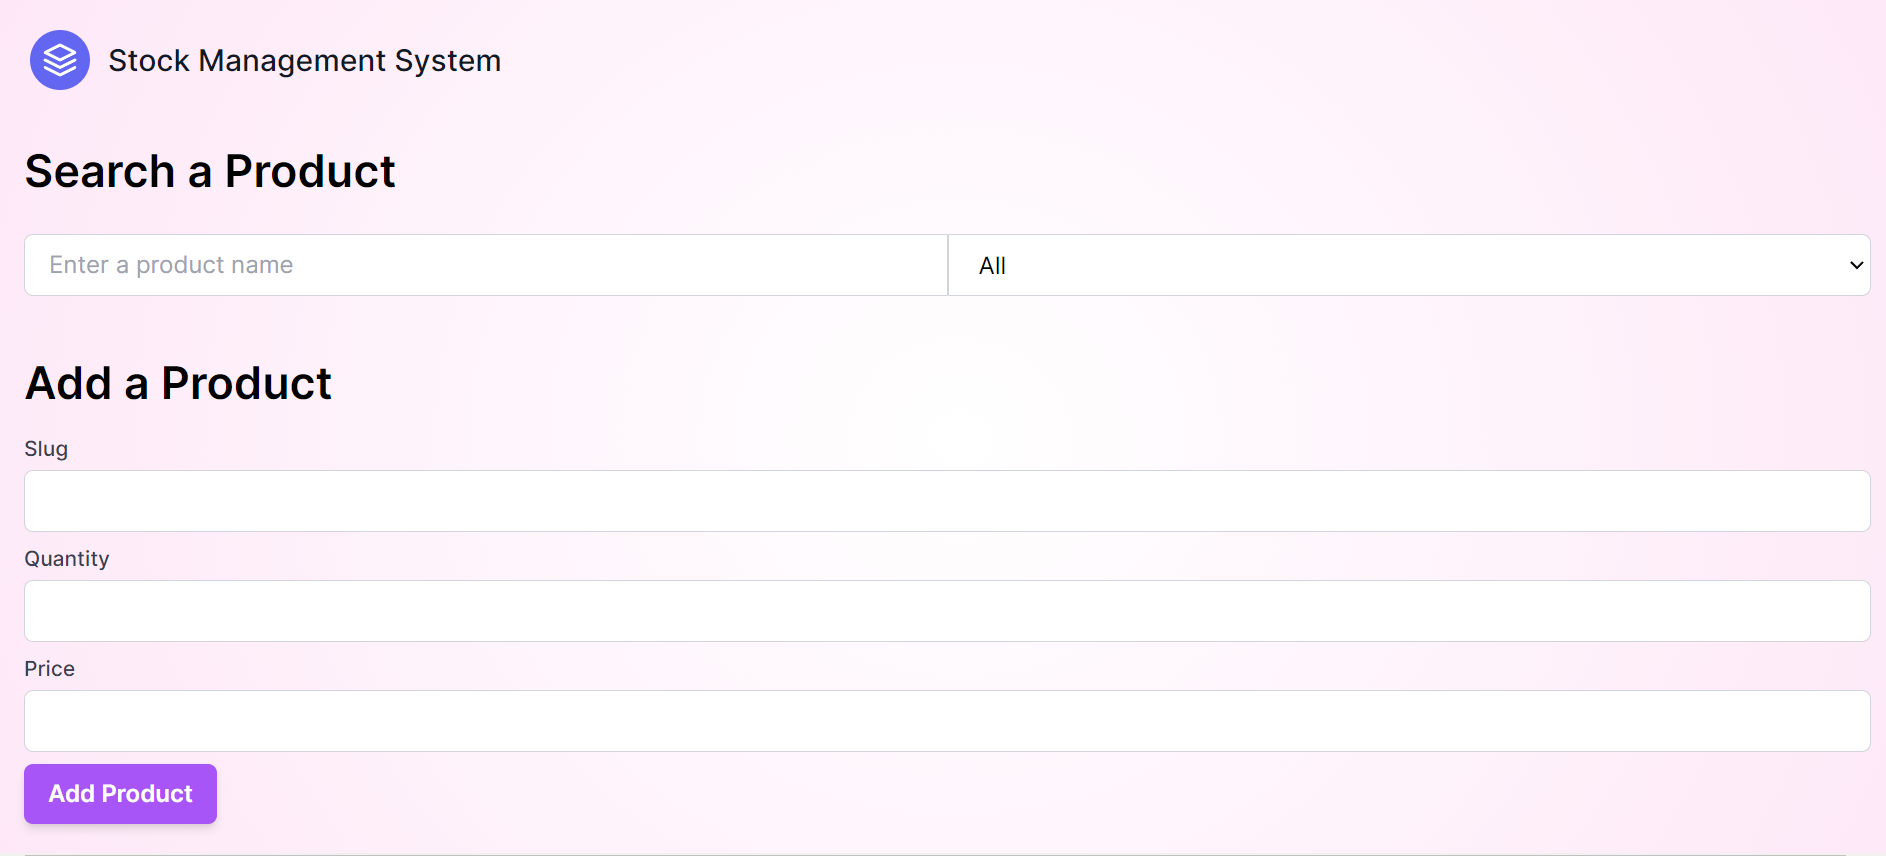 Stock Management System
Search a Product
Enter a product name
All
Add a Product
Slug
Quantity
Price
Add Product